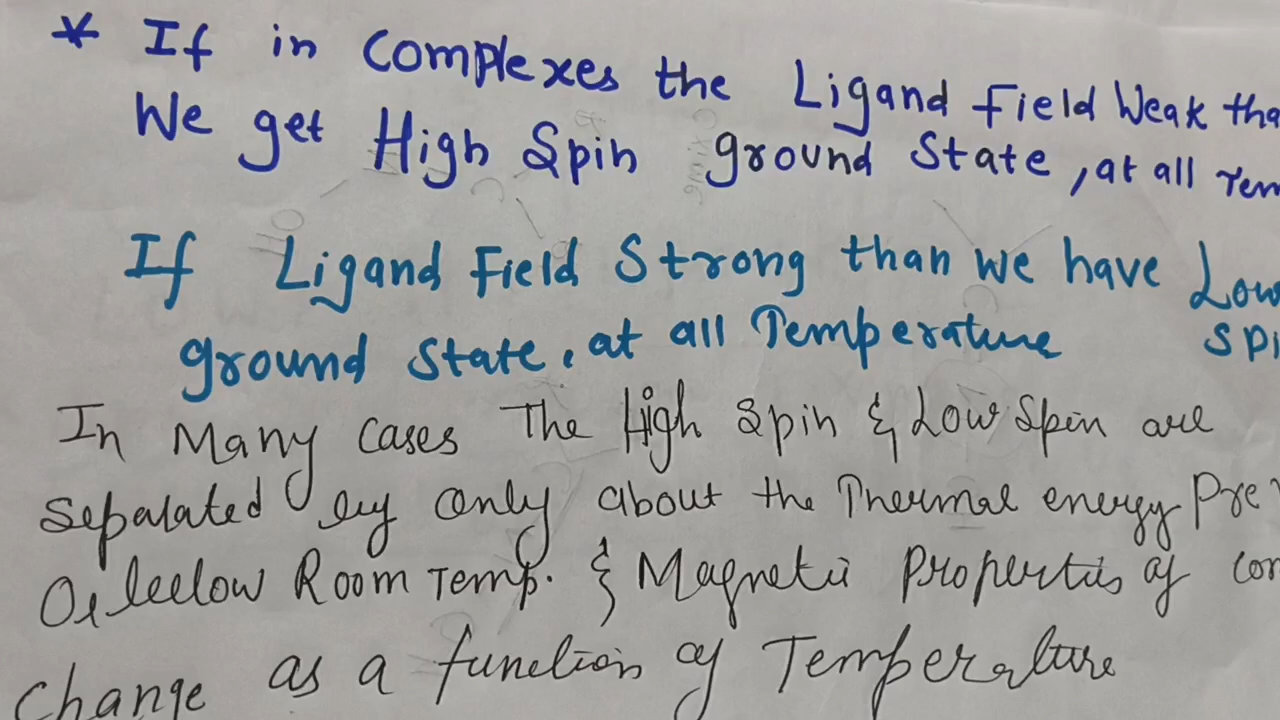 * If in Complexes the Ligand Field Weak tha
We get High Spin ground State, at all Tem
If Ligand Field Strong than we have Low
Spi
ground State, at all Temperature
In Many Cases The High Spin & Low Spin are
Separated by only about the Thermal energy Pre
Or below Room Temp. & Magnetic Properties of con
Change as a function of Temperature